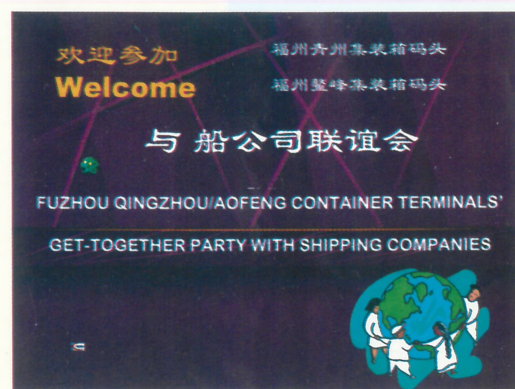 欢迎参加
福州青州集装箱码头
Welcome
福州鳌峰集装箱码头
与 船公司联谊会
FUZHOU QINGZHOU/AOFENG CONTAINER TERMINALS'
GET-TOGETHER PARTY WITH SHIPPING COMPANIES